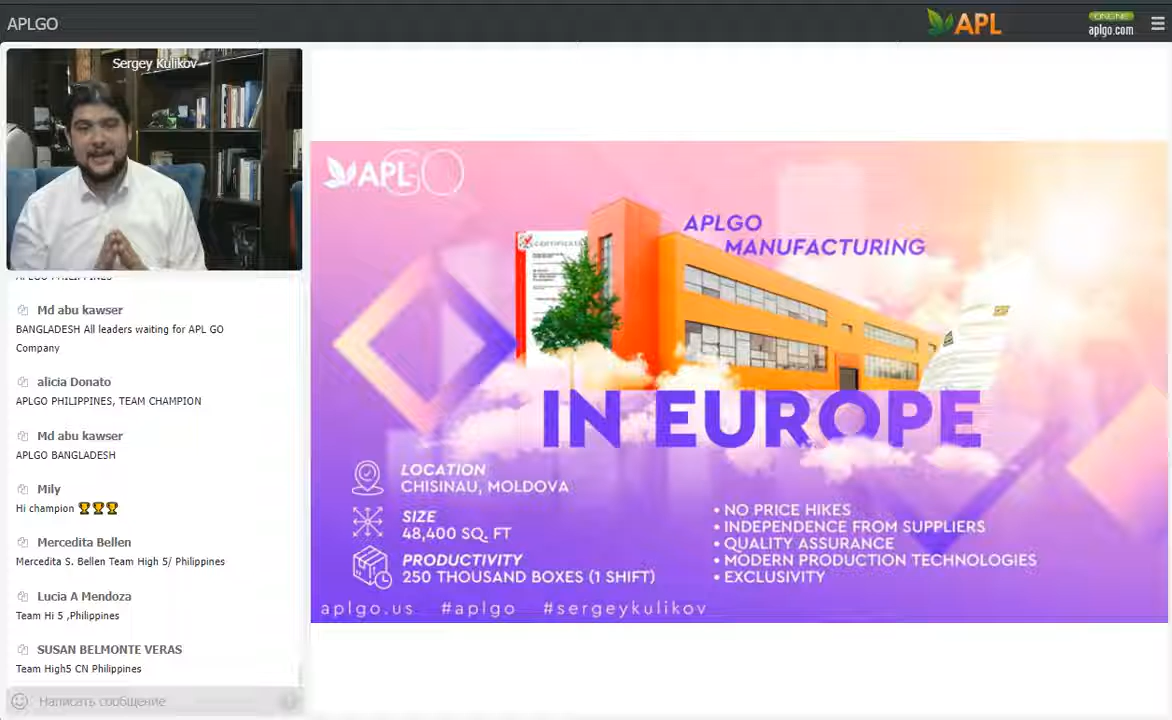 APLGO
APL
ONLINE
aplgo.com
Sergey Kulikov
APLGO PHILIPPINES
Md abu kawser
BANGLADESH All leaders waiting for APL GO
Company
alicia Donato
APLGO PHILIPPINES, TEAM CHAMPION
Md abu kawser
APLGO BANGLADESH
Mily
Hi champion 🏆🏆🏆
Mercedita Bellen
Mercedita S. Bellen Team High 5/ Philippines
Lucia A Mendoza
Team Hi 5 ,Philippines
SUSAN BELMONTE VERAS
Team High5 CN Philippines
Написать сообщение
APLGO
CERTIFICATE
APLGO
MANUFACTURING
IN EUROPE
LOCATION
CHISINAU, MOLDOVA
SIZE
48,400 SQ. FT
PRODUCTIVITY
250 THOUSAND BOXES (1 SHIFT)
• NO PRICE HIKES
• INDEPENDENCE FROM SUPPLIERS
• QUALITY ASSURANCE
• MODERN PRODUCTION TECHNOLOGIES
• EXCLUSIVITY
aplgo.us #aplgo #sergeykulikov